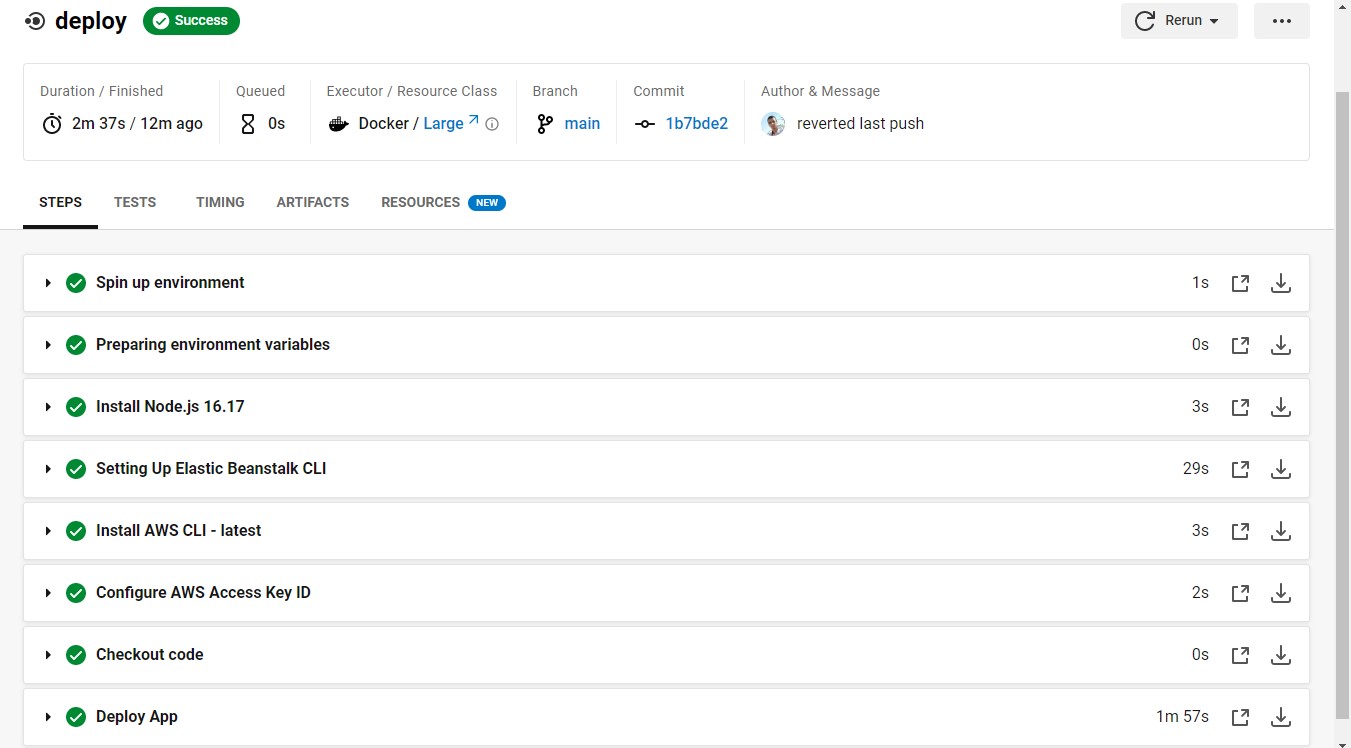 deploy Success Rerun
Duration / Finished Queued Executor / Resource Class Branch Commit Author & Message
2m 37s / 12m ago 0s Docker / Large main 1b7bde2 reverted last push
STEPS TESTS TIMING ARTIFACTS RESOURCES NEW
Spin up environment 1s
Preparing environment variables 0s
Install Node.js 16.17 3s
Setting Up Elastic Beanstalk CLI 29s
Install AWS CLI - latest 3s
Configure AWS Access Key ID 2s
Checkout code 0s
Deploy App 1m 57s